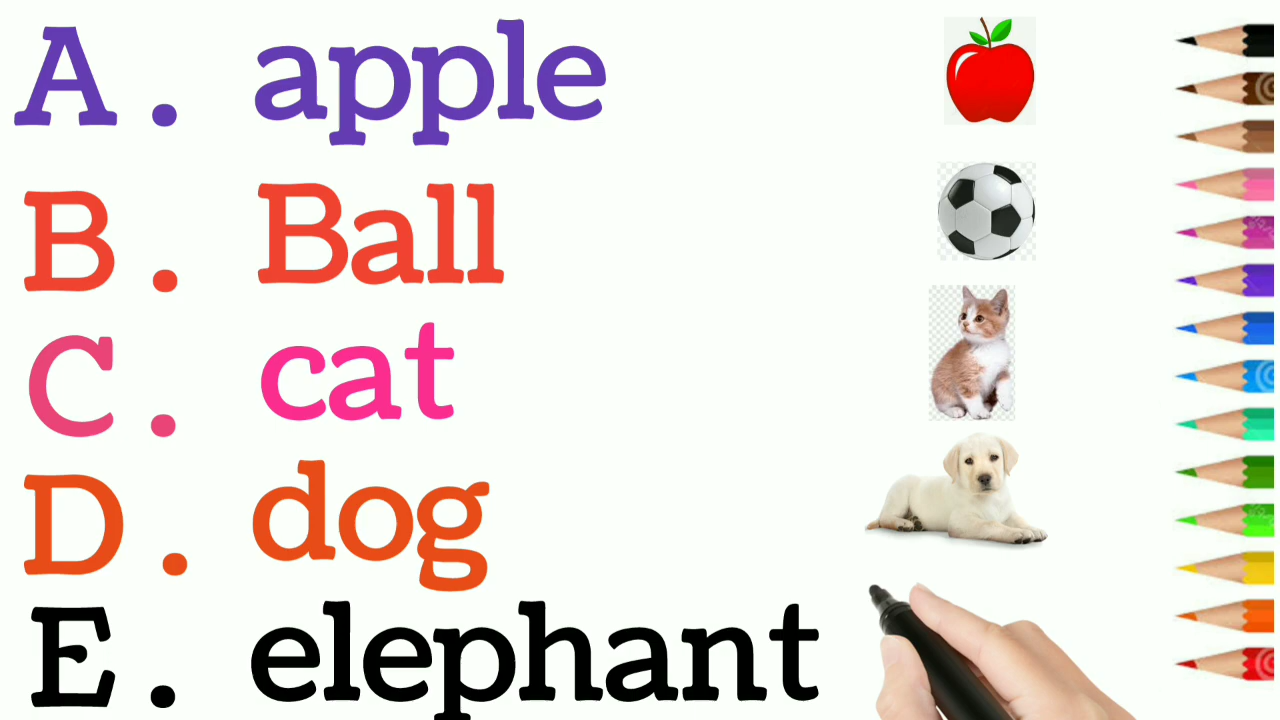 A. apple
B. Ball
C. cat
D. dog
E. elephant